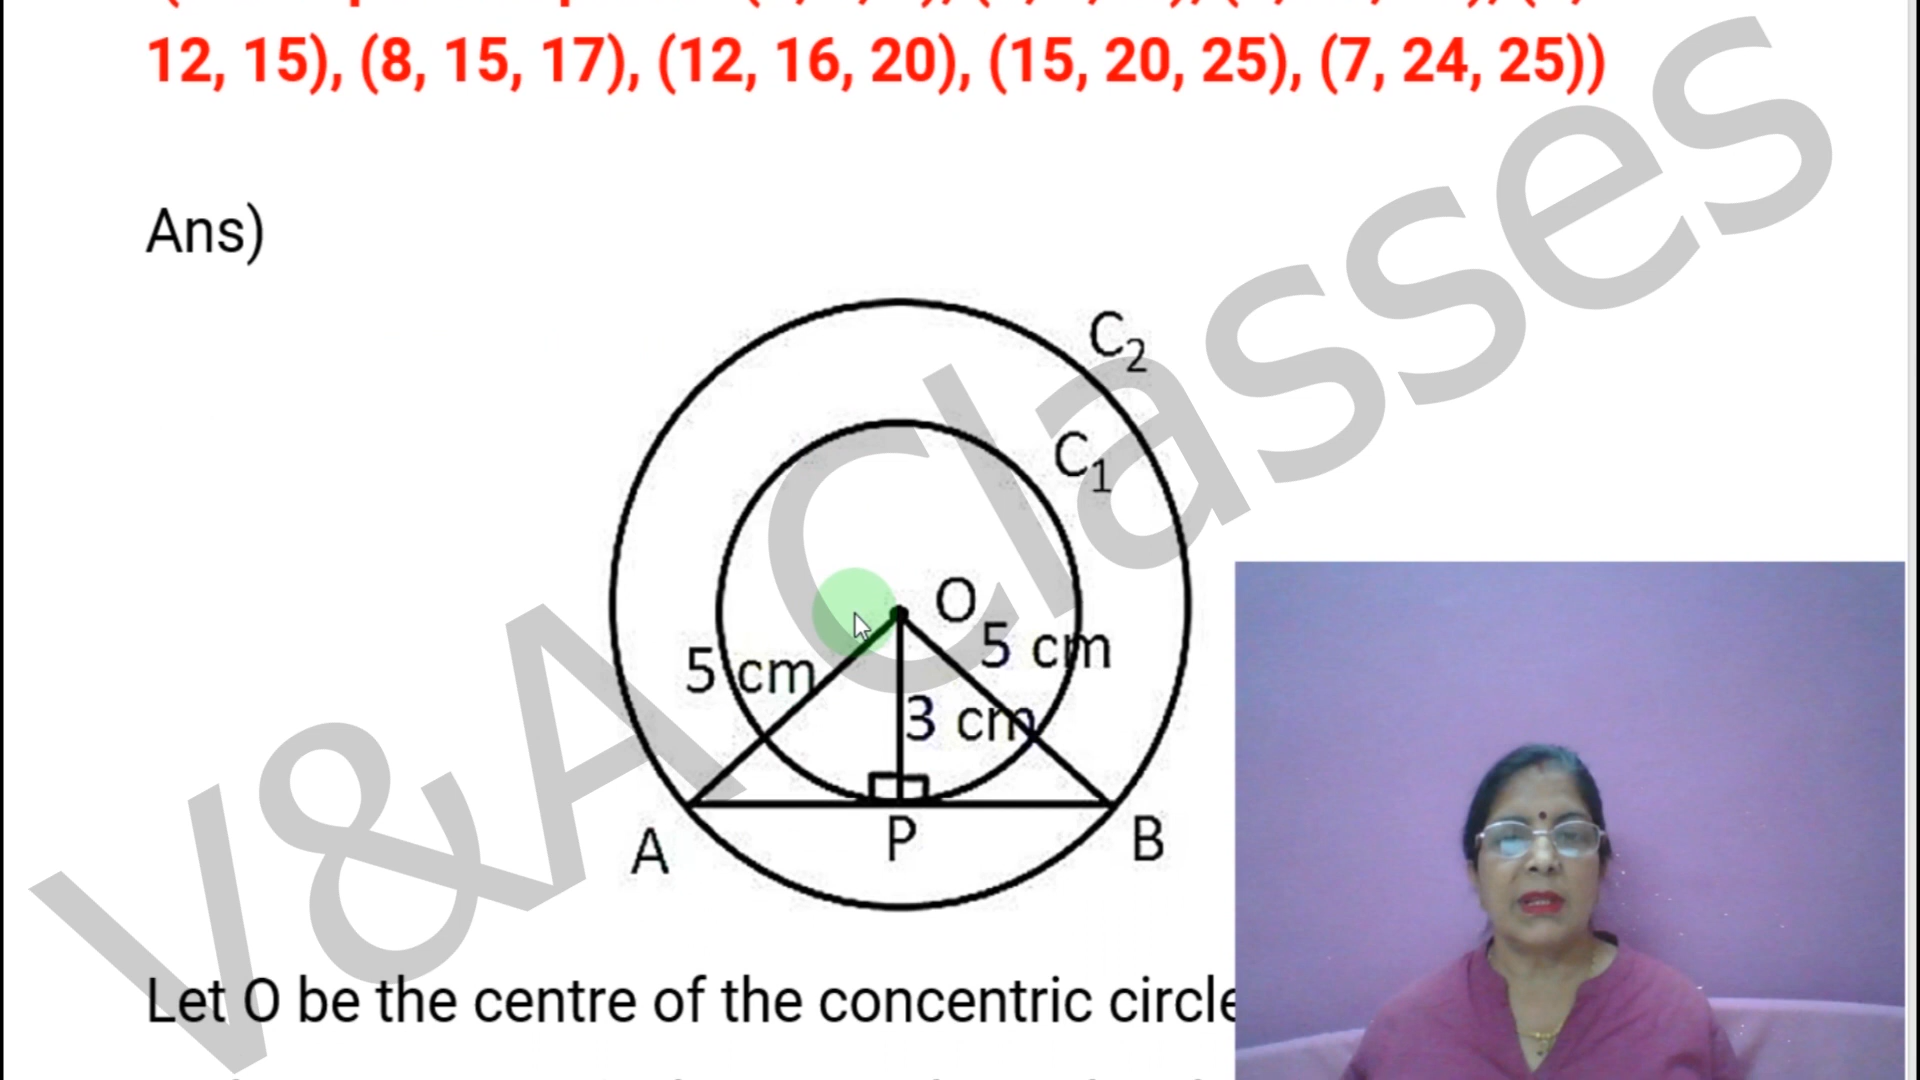 12, 15), (8, 15, 17), (12, 16, 20), (15, 20, 25), (7, 24, 25))
Ans)
C2
C1
O
5 cm
5 cm
3 cm
A
P
B
V&A Classes
Let O be the centre of the concentric circle